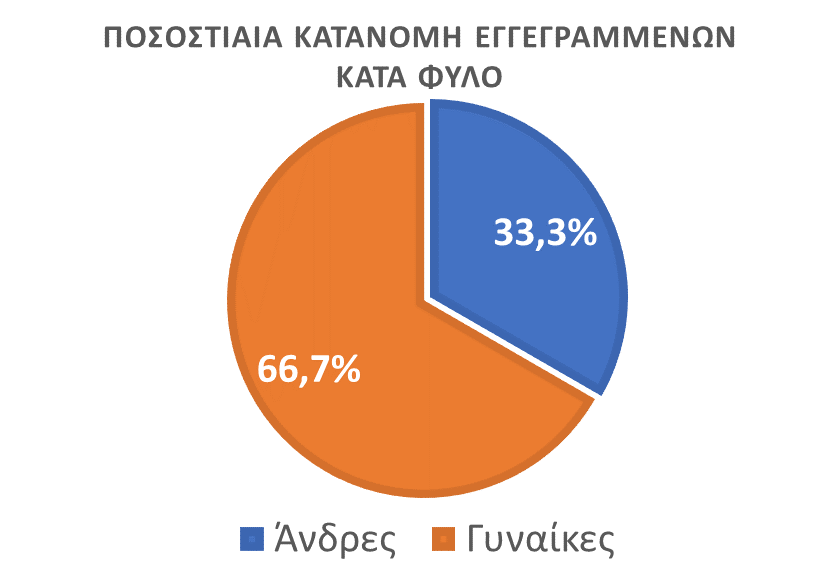 ΠΟΣΟΣΤΙΑΙΑ ΚΑΤΑΝΟΜΗ ΕΓΓΕΓΡΑΜΜΕΝΩΝ
ΚΑΤΑ ΦΥΛΟ
33,3%
66,7%
Άνδρες Γυναίκες